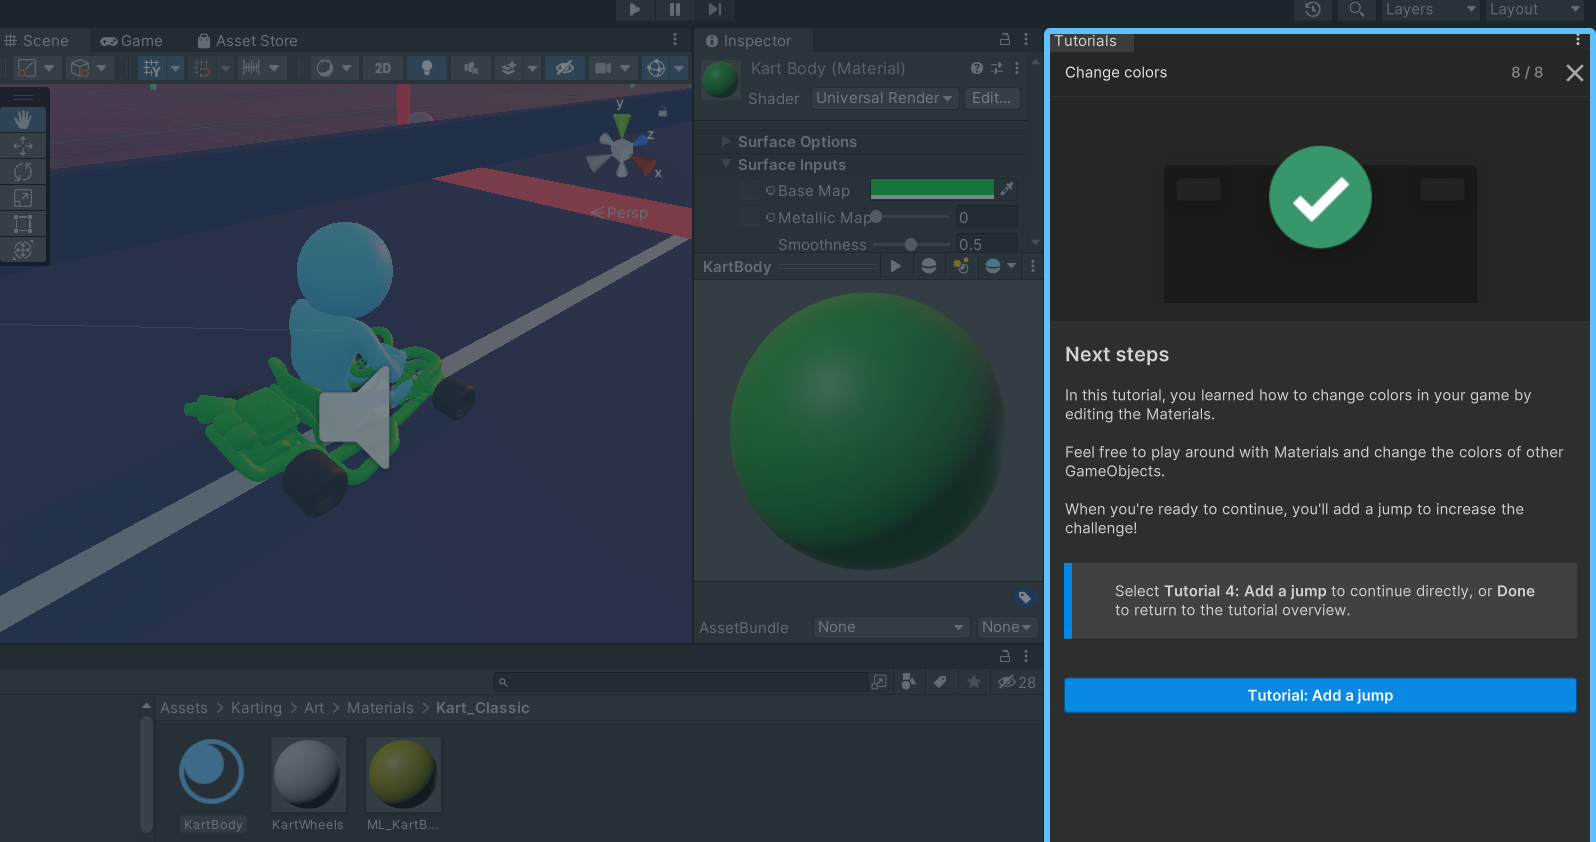 Layers
Layout
Scene
Game
Asset Store
2D
y
z
x
Persp
Inspector
Kart Body (Material)
Shader
Universal Render
Edit...
Surface Options
Surface Inputs
Base Map
Metallic Map
0
Smoothness
0.5
KartBody
AssetBundle
None
None
28
Assets > Karting > Art > Materials > Kart_Classic
KartBody
KartWheels
ML_KartB...
Tutorials
Change colors
8 / 8
Next steps
In this tutorial, you learned how to change colors in your game by
editing the Materials.
Feel free to play around with Materials and change the colors of other
GameObjects.
When you're ready to continue, you'll add a jump to increase the
challenge!
Select Tutorial 4: Add a jump to continue directly, or Done
to return to the tutorial overview.
Tutorial: Add a jump